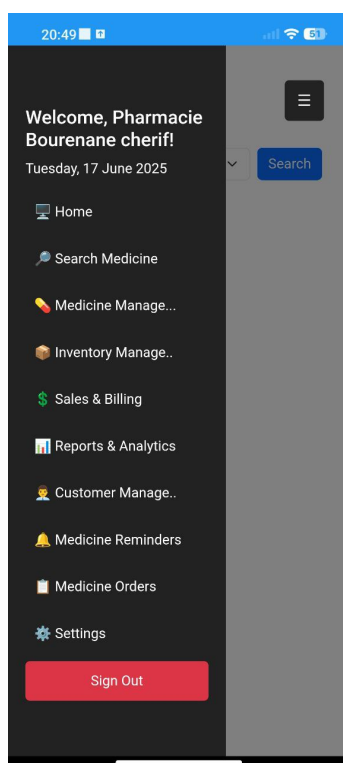 20:49
51
Welcome, Pharmacie
Bourenane cherif!
Tuesday, 17 June 2025
Search
Home
Search Medicine
Medicine Manage...
Inventory Manage..
Sales & Billing
Reports & Analytics
Customer Manage..
Medicine Reminders
Medicine Orders
Settings
Sign Out